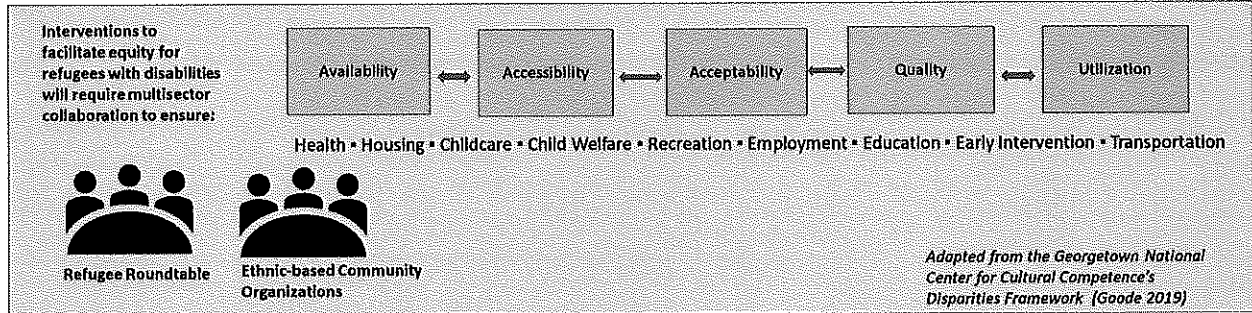 Interventions to
facilitate equity for
refugees with disabilities
will require multisector
collaboration to ensure:
Availability
Accessibility
Acceptability
Quality
Utilization
Health ▪ Housing ▪ Childcare ▪ Child Welfare ▪ Recreation ▪ Employment ▪ Education ▪ Early Intervention ▪ Transportation
Refugee Roundtable
Ethnic-based Community
Organizations
Adapted from the Georgetown National
Center for Cultural Competence's
Disparities Framework (Goode 2019)